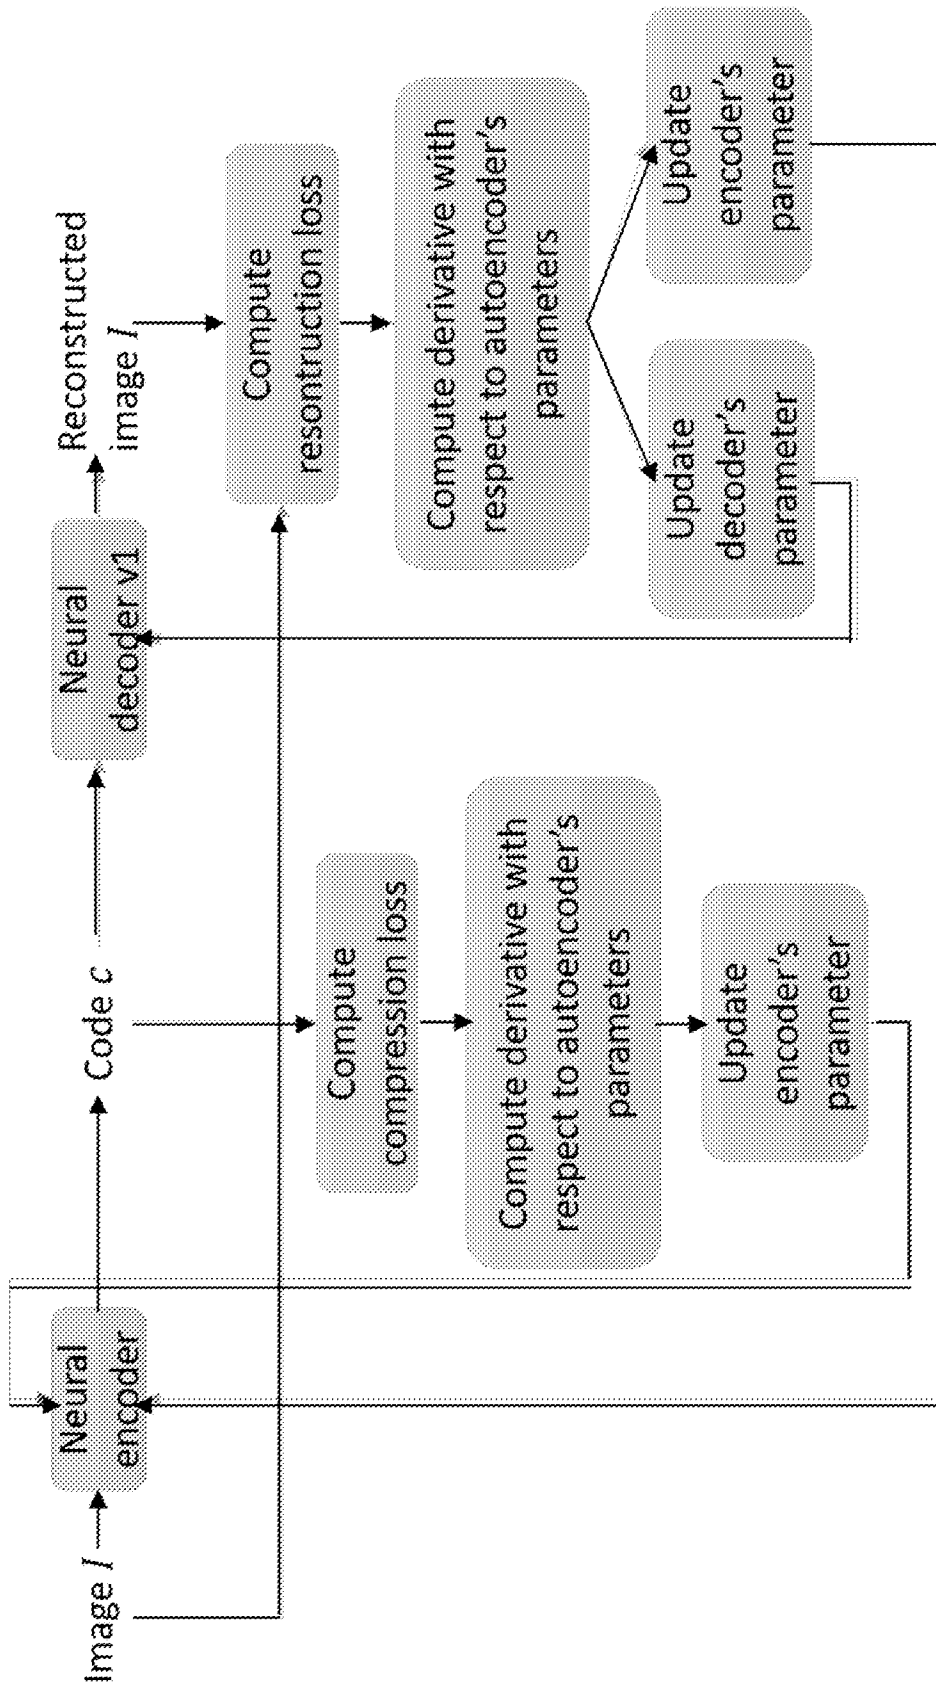 Image I
Neural
encoder
Code c
Neural
decoder v1
Reconstructed
image I
Compute
compression loss
Compute derivative with
respect to autoencoder's
parameters
Update
encoder's
parameter
Compute
resontruction loss
Compute derivative with
respect to autoencoder's
parameters
Update
decoder's
parameter
Update
encoder's
parameter